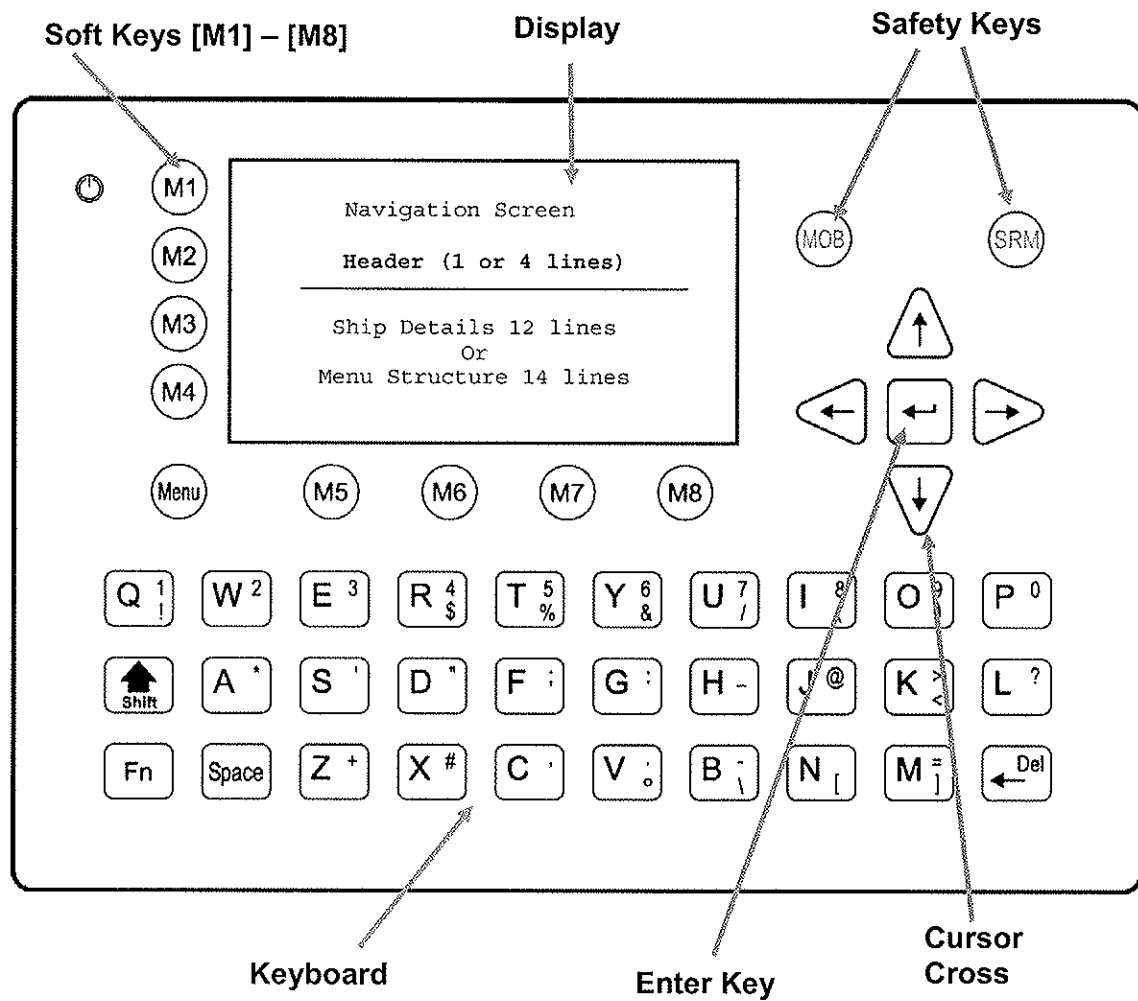 Soft Keys [M1] – [M8]
Display
Safety Keys
M1
M2
M3
M4
Navigation Screen
Header (1 or 4 lines)
Ship Details 12 lines
Or
Menu Structure 14 lines
MOB
SRM
Menu
M5
M6
M7
M8
Q 1 !
W 2
E 3
R 4 $
T 5 %
Y 6 &
U 7 /
I 8
O 9
P 0
Shift
A *
S '
D "
F ;
G :
H _
J @
K > <
L ?
Fn
Space
Z +
X #
C ,
V
B - \
N [
M = ]
Del
Keyboard
Enter Key
Cursor
Cross